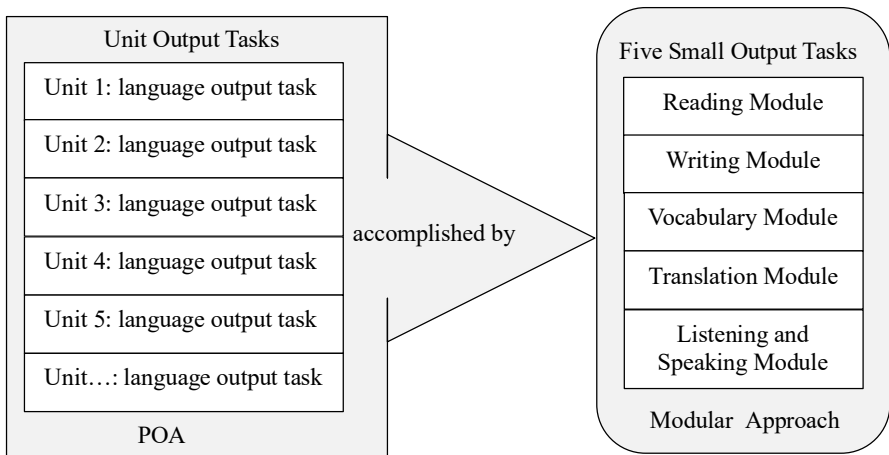 Unit Output Tasks
Unit 1: language output task
Unit 2: language output task
Unit 3: language output task
Unit 4: language output task
Unit 5: language output task
Unit…: language output task
POA
accomplished by
Five Small Output Tasks
Reading Module
Writing Module
Vocabulary Module
Translation Module
Listening and
Speaking Module
Modular Approach